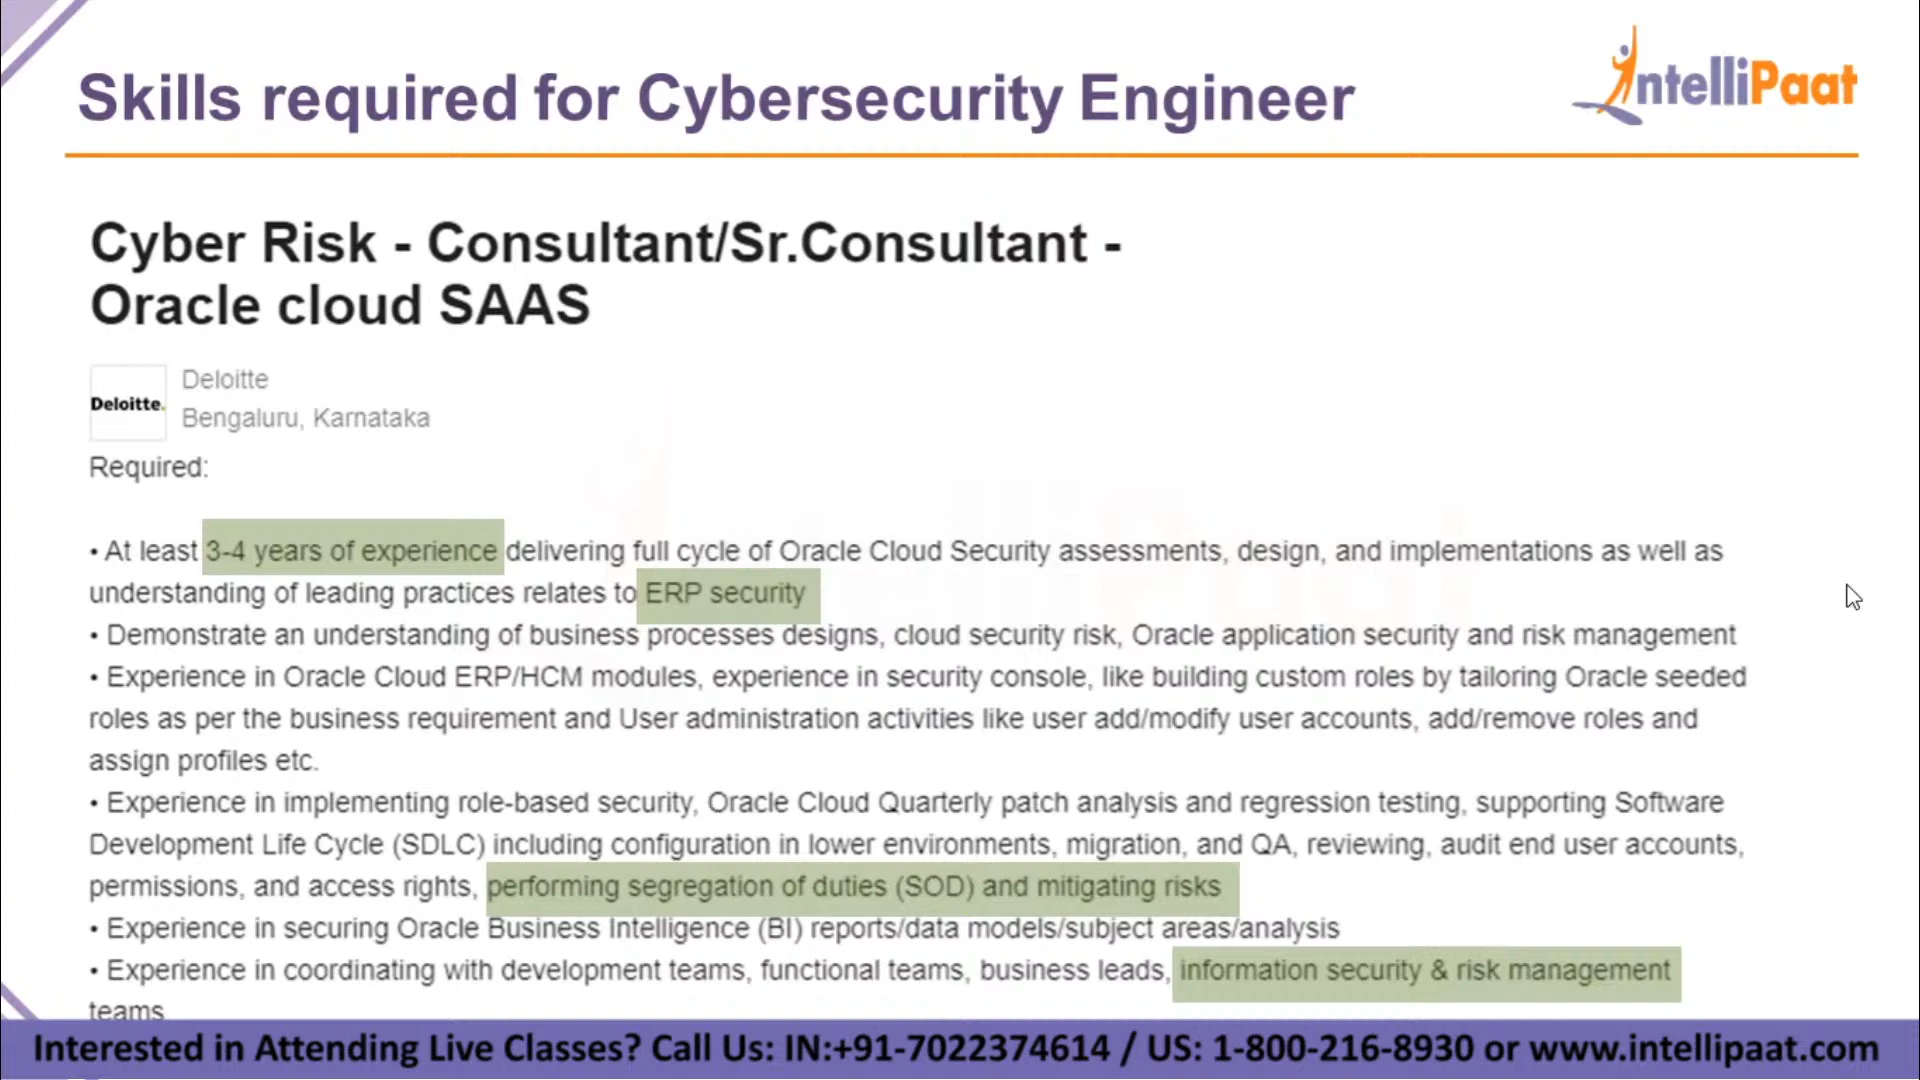 Skills required for Cybersecurity Engineer
IntelliPaat
Cyber Risk - Consultant/Sr.Consultant -
Oracle cloud SAAS
Deloitte
Deloitte.
Bengaluru, Karnataka
Required:
• At least 3-4 years of experience delivering full cycle of Oracle Cloud Security assessments, design, and implementations as well as
understanding of leading practices relates to ERP security
• Demonstrate an understanding of business processes designs, cloud security risk, Oracle application security and risk management
• Experience in Oracle Cloud ERP/HCM modules, experience in security console, like building custom roles by tailoring Oracle seeded
roles as per the business requirement and User administration activities like user add/modify user accounts, add/remove roles and
assign profiles etc.
• Experience in implementing role-based security, Oracle Cloud Quarterly patch analysis and regression testing, supporting Software
Development Life Cycle (SDLC) including configuration in lower environments, migration, and QA, reviewing, audit end user accounts,
permissions, and access rights, performing segregation of duties (SOD) and mitigating risks
• Experience in securing Oracle Business Intelligence (BI) reports/data models/subject areas/analysis
• Experience in coordinating with development teams, functional teams, business leads, information security & risk management
teams
Interested in Attending Live Classes? Call Us: IN:+91-7022374614 / US: 1-800-216-8930 or www.intellipaat.com